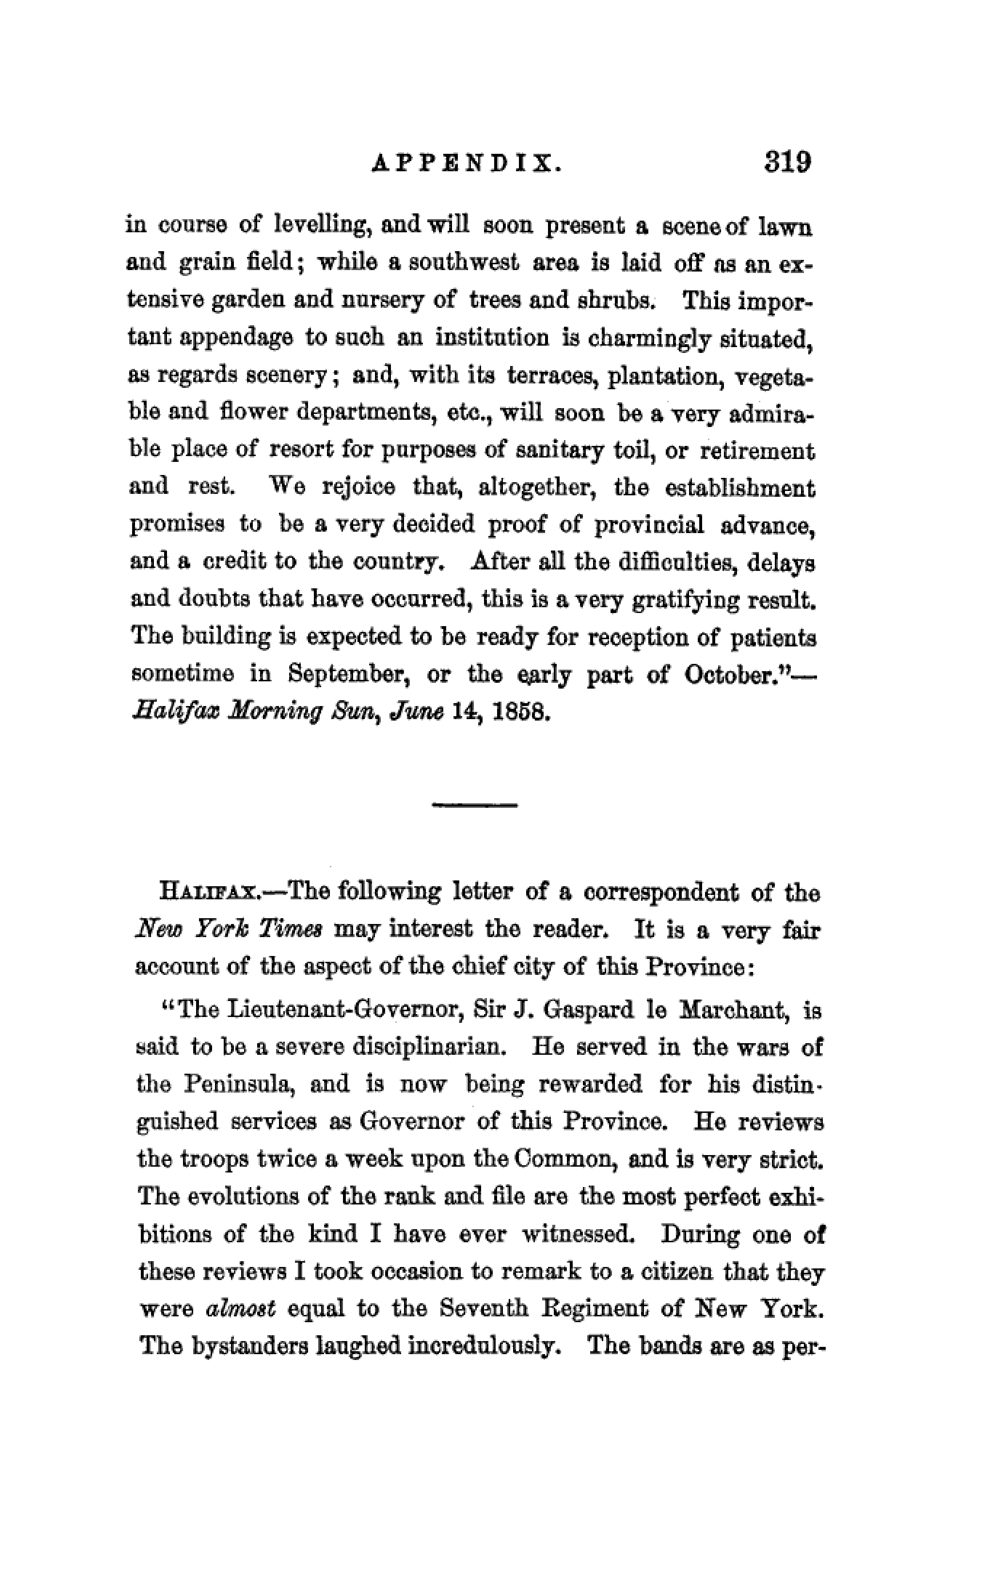 APPENDIX. 319
in course of levelling, and will soon present a scene of lawn
and grain field; while a southwest area is laid off as an ex-
tensive garden and nursery of trees and shrubs. This impor-
tant appendage to such an institution is charmingly situated,
as regards scenery; and, with its terraces, plantation, vegeta-
ble and flower departments, etc., will soon be a very admira-
ble place of resort for purposes of sanitary toil, or retirement
and rest. We rejoice that, altogether, the establishment
promises to be a very decided proof of provincial advance,
and a credit to the country. After all the difficulties, delays
and doubts that have occurred, this is a very gratifying result.
The building is expected to be ready for reception of patients
sometime in September, or the early part of October."—
Halifax Morning Sun, June 14, 1858.
HALIFAX.—The following letter of a correspondent of the
New York Times may interest the reader. It is a very fair
account of the aspect of the chief city of this Province:
"The Lieutenant-Governor, Sir J. Gaspard le Marchant, is
said to be a severe disciplinarian. He served in the wars of
the Peninsula, and is now being rewarded for his distin-
guished services as Governor of this Province. He reviews
the troops twice a week upon the Common, and is very strict.
The evolutions of the rank and file are the most perfect exhi-
bitions of the kind I have ever witnessed. During one of
these reviews I took occasion to remark to a citizen that they
were almost equal to the Seventh Regiment of New York.
The bystanders laughed incredulously. The bands are as per-